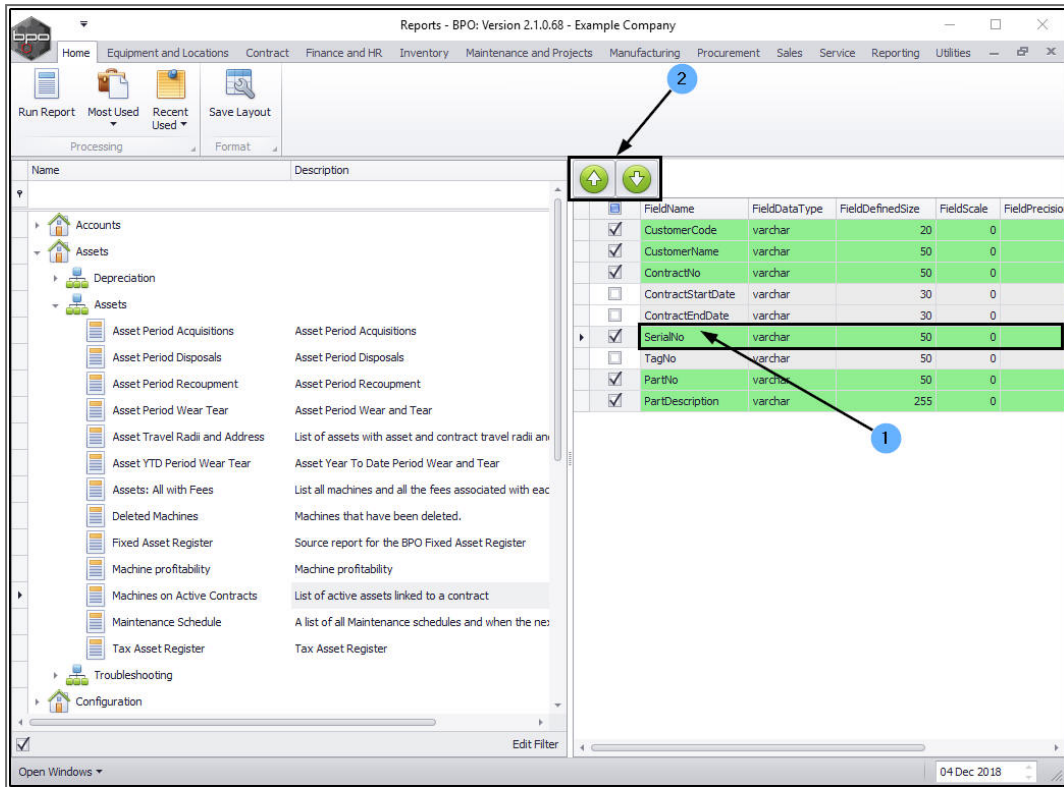 Reports - BPO: Version 2.1.0.68 - Example Company
bpo
Home Equipment and Locations Contract Finance and HR Inventory Maintenance and Projects Manufacturing Procurement Sales Service Reporting Utilities
2
Run Report Most Used Recent Used Save Layout
Processing Format
Name Description
Accounts
Assets
Depreciation
Assets
Asset Period Acquisitions Asset Period Acquisitions
Asset Period Disposals Asset Period Disposals
Asset Period Recoupment Asset Period Recoupment
Asset Period Wear Tear Asset Period Wear and Tear
Asset Travel Radii and Address List of assets with asset and contract travel radii an
Asset YTD Period Wear Tear Asset Year To Date Period Wear and Tear
Assets: All with Fees List all machines and all the fees associated with eac
Deleted Machines Machines that have been deleted.
Fixed Asset Register Source report for the BPO Fixed Asset Register
Machine profitability Machine profitability
Machines on Active Contracts List of active assets linked to a contract
Maintenance Schedule A list of all Maintenance schedules and when the ne
Tax Asset Register Tax Asset Register
Troubleshooting
Configuration
Edit Filter
FieldName FieldDataType FieldDefinedSize FieldScale FieldPrecisio
CustomerCode varchar 20 0
CustomerName varchar 50 0
ContractNo varchar 50 0
ContractStartDate varchar 30 0
ContractEndDate varchar 30 0
SerialNo varchar 50 0
TagNo varchar 50 0
PartNo varchar 50 0
PartDescription varchar 255 0
1
Open Windows 04 Dec 2018